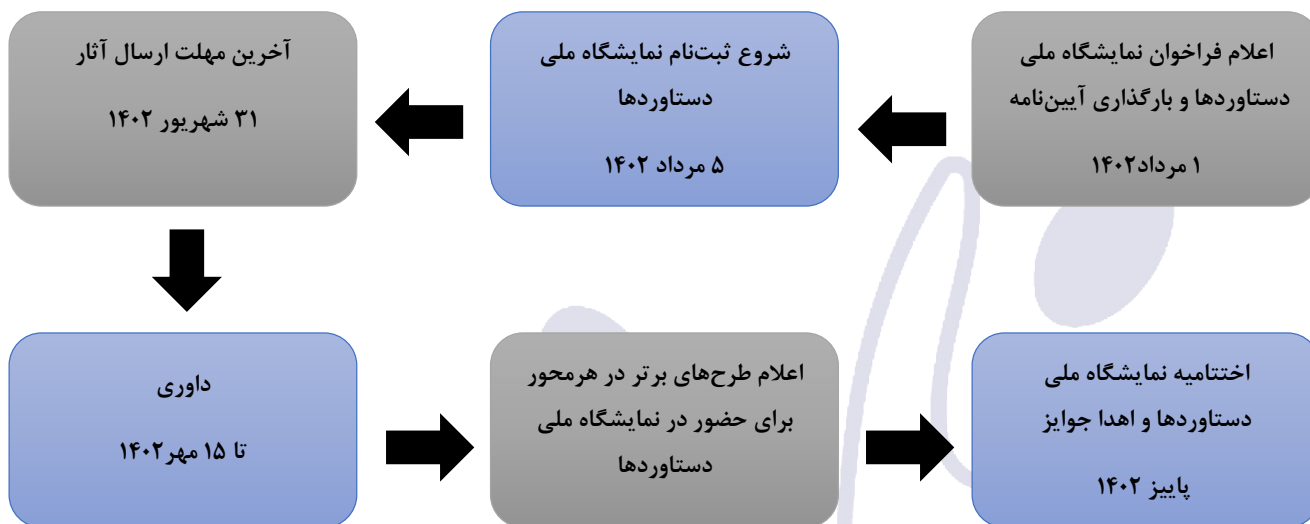 اعلام فراخوان نمایشگاه ملی
دستاوردها و بارگذاری آیین‌نامه
۱ مرداد۱۴۰۲
شروع ثبت‌نام نمایشگاه ملی
دستاوردها
۵ مرداد ۱۴۰۲
آخرین مهلت ارسال آثار
۳۱ شهریور ۱۴۰۲
داوری
تا ۱۵ مهر۱۴۰۲
اعلام طرح‌های برتر در هرمحور
برای حضور در نمایشگاه ملی
دستاوردها
اختتامیه نمایشگاه ملی
دستاوردها و اهدا جوایز
پاییز ۱۴۰۲